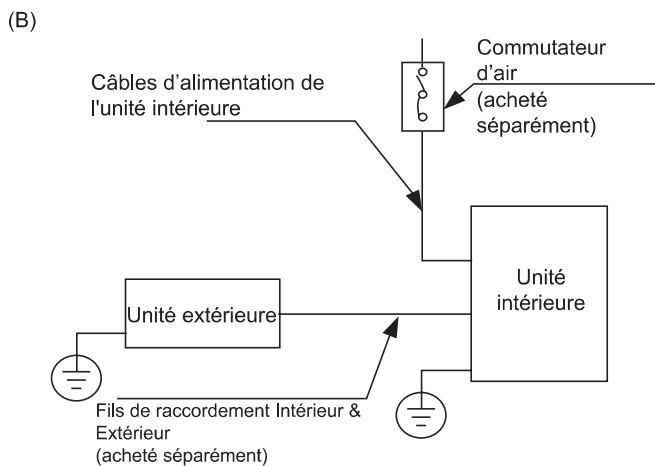 (B)
Commutateur
d'air
(acheté
séparément)
Câbles d'alimentation de
l'unité intérieure
Unité
intérieure
Unité extérieure
Fils de raccordement Intérieur &
Extérieur
(acheté séparément)